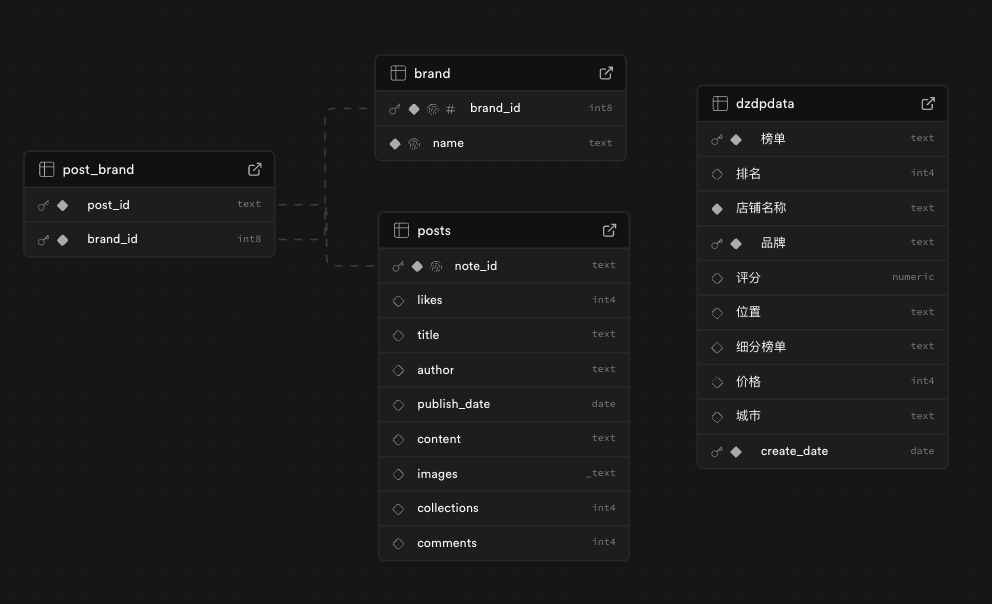 post_brand
post_id text
brand_id int8
brand
# brand_id int8
name text
posts
note_id text
likes int4
title text
author text
publish_date date
content text
images _text
collections int4
comments int4
dzdpdata
榜单 text
排名 int4
店铺名称 text
品牌 text
评分 numeric
位置 text
细分榜单 text
价格 int4
城市 text
create_date date